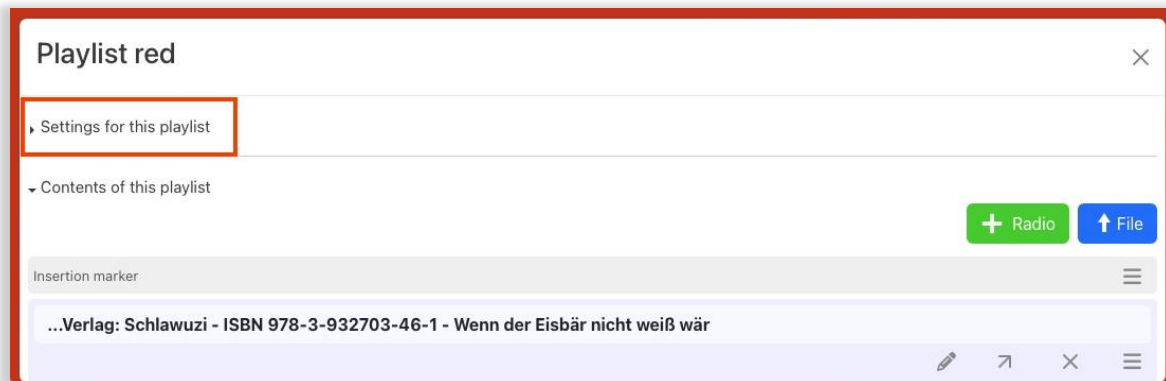 Playlist red
Settings for this playlist
Contents of this playlist
Radio
File
Insertion marker
...Verlag: Schlawuzi - ISBN 978-3-932703-46-1 - Wenn der Eisbär nicht weiß wär